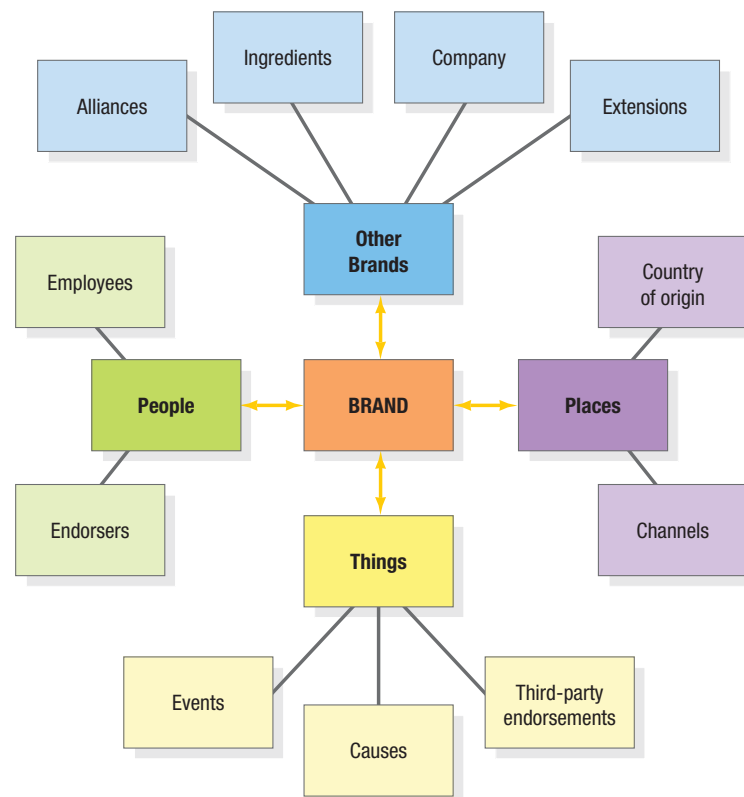 Ingredients
Company
Alliances
Extensions
Other
Brands
Employees
Country
of origin
People
BRAND
Places
Endorsers
Channels
Things
Events
Causes
Third-party
endorsements